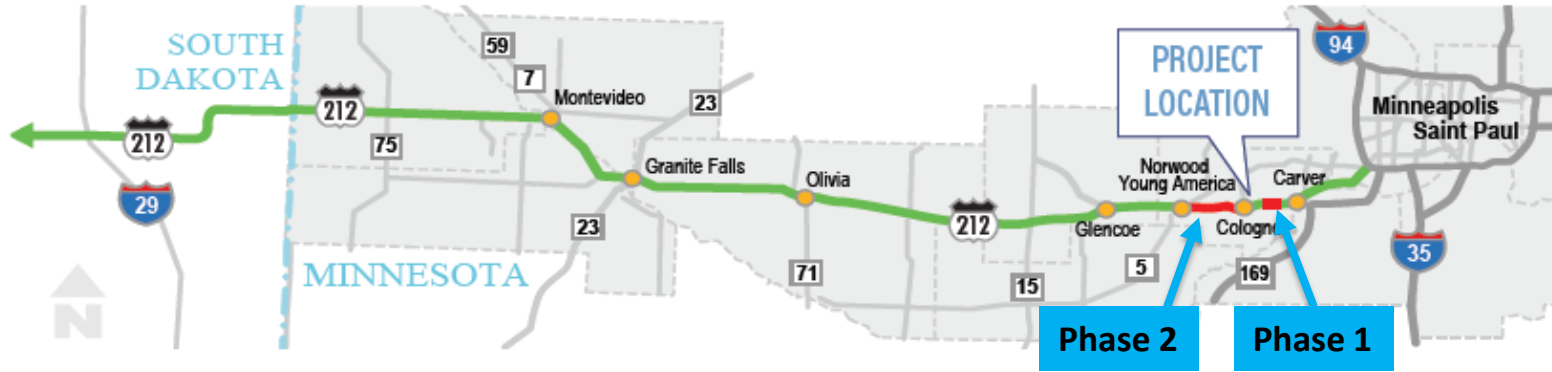 SOUTH
DAKOTA
212
29
N
MINNESOTA
212
75
59
7
Montevideo
23
Granite Falls
23
Olivia
71
212
15
Glencoe
5
Norwood
Young America
PROJECT
LOCATION
Cologne
169
Carver
94
Minneapolis
Saint Paul
35
Phase 2
Phase 1